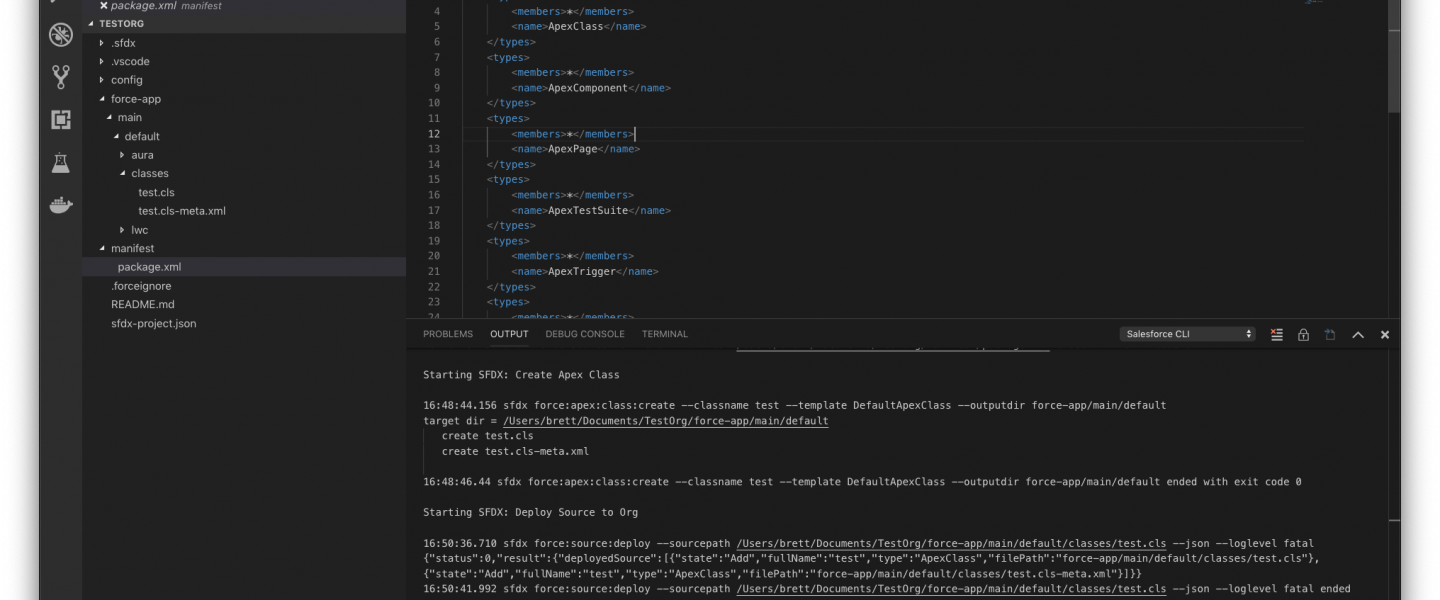 package.xml manifest
TESTORG
.sfdx
.vscode
config
force-app
main
default
aura
classes
test.cls
test.cls-meta.xml
lwc
manifest
package.xml
.forceignore
README.md
sfdx-project.json
4 <members>*</members>
5 <name>ApexClass</name>
6 </types>
7 <types>
8 <members>*</members>
9 <name>ApexComponent</name>
10 </types>
11 <types>
12 <members>*</members>
13 <name>ApexPage</name>
14 </types>
15 <types>
16 <members>*</members>
17 <name>ApexTestSuite</name>
18 </types>
19 <types>
20 <members>*</members>
21 <name>ApexTrigger</name>
22 </types>
23 <types>
24 <members>*</members>
PROBLEMS OUTPUT DEBUG CONSOLE TERMINAL Salesforce CLI
Starting SFDX: Create Apex Class
16:48:44.156 sfdx force:apex:class:create --classname test --template DefaultApexClass --outputdir force-app/main/default
target dir = /Users/brett/Documents/TestOrg/force-app/main/default
create test.cls
create test.cls-meta.xml
16:48:46.44 sfdx force:apex:class:create --classname test --template DefaultApexClass --outputdir force-app/main/default ended with exit code 0
Starting SFDX: Deploy Source to Org
16:50:36.710 sfdx force:source:deploy --sourcepath /Users/brett/Documents/TestOrg/force-app/main/default/classes/test.cls --json --loglevel fatal
{"status":0,"result":{"deployedSource":[{"state":"Add","fullName":"test","type":"ApexClass","filePath":"force-app/main/default/classes/test.cls"},
{"state":"Add","fullName":"test","type":"ApexClass","filePath":"force-app/main/default/classes/test.cls-meta.xml"}]}}
16:50:41.992 sfdx force:source:deploy --sourcepath /Users/brett/Documents/TestOrg/force-app/main/default/classes/test.cls --json --loglevel fatal ended